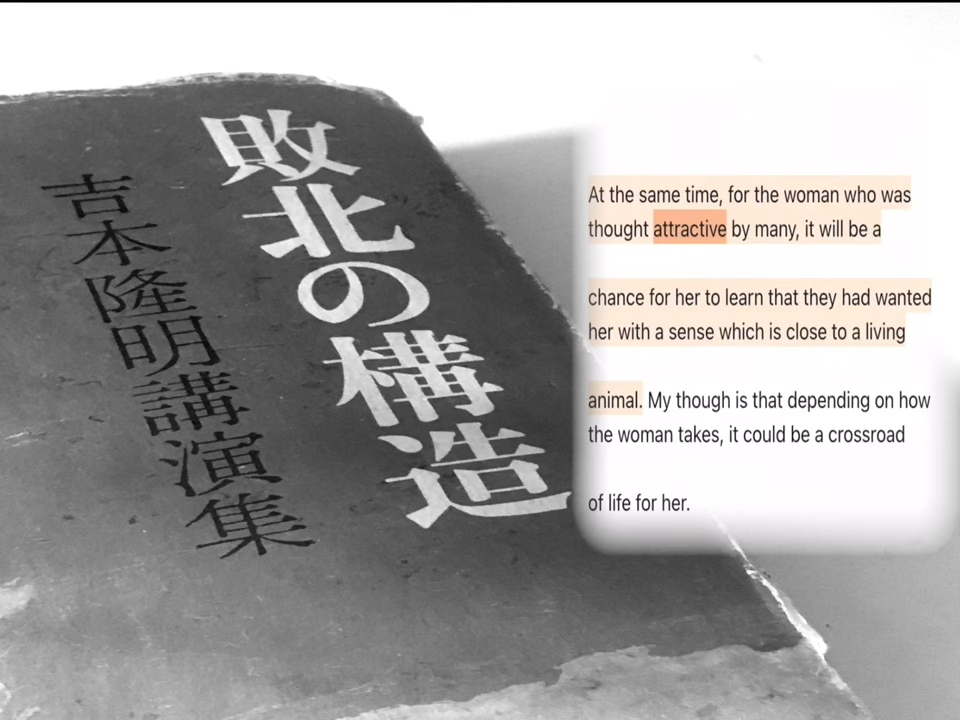 敗北の構造
吉本隆明講演集
At the same time, for the woman who was
thought attractive by many, it will be a
chance for her to learn that they had wanted
her with a sense which is close to a living
animal. My though is that depending on how
the woman takes, it could be a crossroad
of life for her.